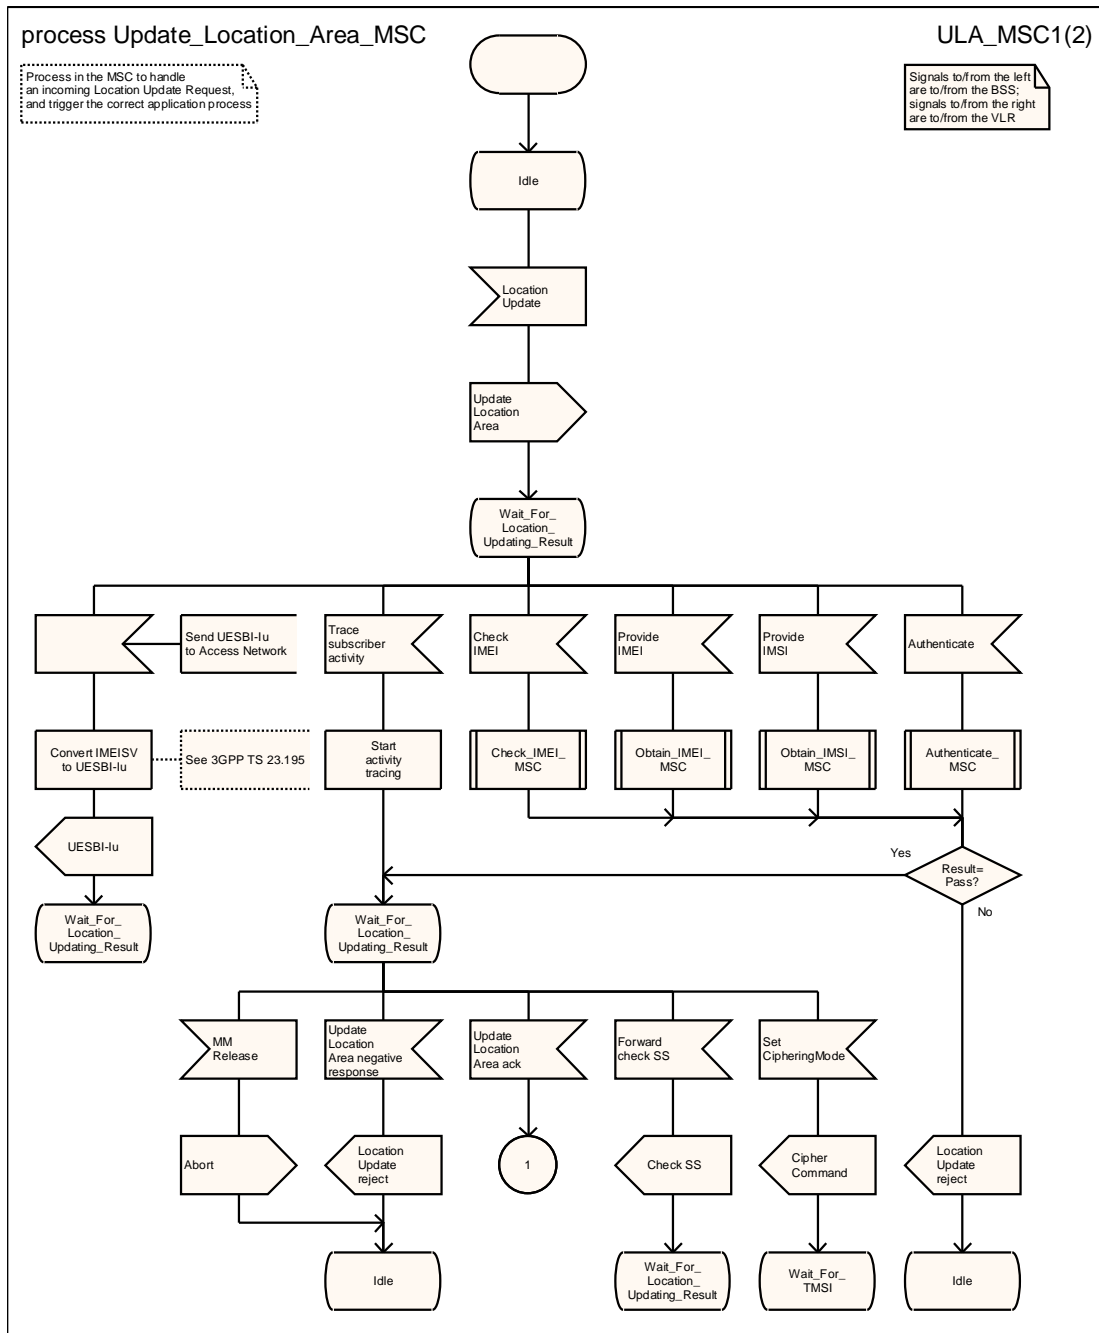 process Update_Location_Area_MSC
ULA_MSC1(2)
Process in the MSC to handle
an incoming Location Update Request,
and trigger the correct application process
Signals to/from the left
are to/from the BSS;
signals to/from the right
are to/from the VLR
Idle
Location
Update
Update
Location
Area
Wait_For_
Location_
Updating_Result
Send UESBI-Iu
to Access Network
Trace
subscriber
activity
Check
IMEI
Provide
IMEI
Provide
IMSI
Authenticate
Convert IMEISV
to UESBI-Iu
See 3GPP TS 23.195
Start
activity
tracing
Check_IMEI_
MSC
Obtain_IMEI_
MSC
Obtain_IMSI_
MSC
Authenticate_
MSC
UESBI-Iu
Yes
Result=
Pass?
No
Wait_For_
Location_
Updating_Result
Wait_For_
Location_
Updating_Result
MM
Release
Update
Location
Area negative
response
Update
Location
Area ack
Forward
check SS
Set
CipheringMode
Abort
Location
Update
reject
1
Check SS
Cipher
Command
Location
Update
reject
Idle
Wait_For_
Location_
Updating_Result
Wait_For_
TMSI
Idle